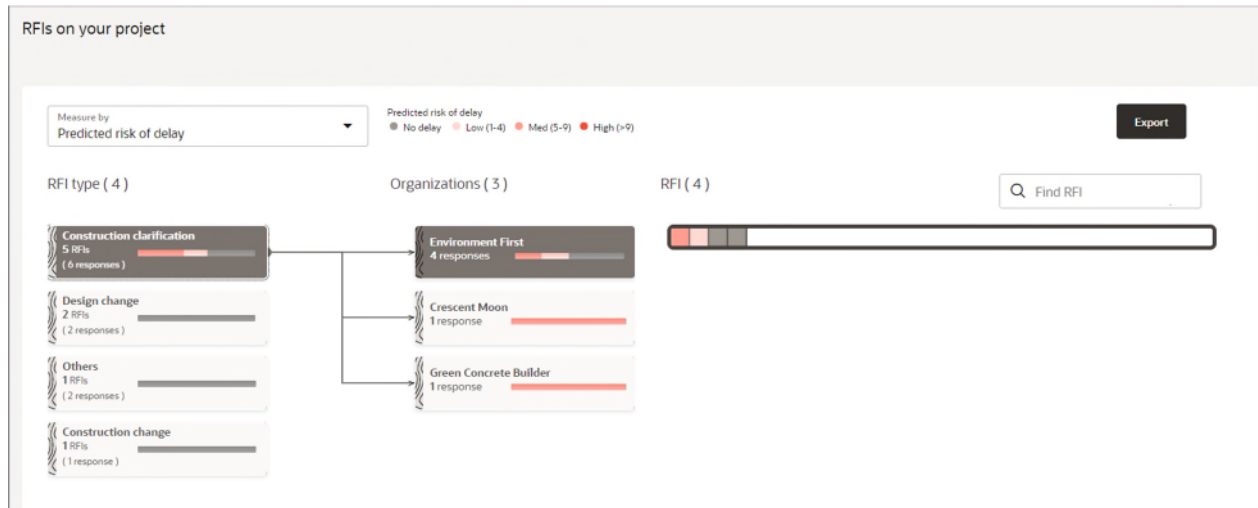 RFIs on your project
Measure by
Predicted risk of delay
Predicted risk of delay
No delay Low (1-4) Med (5-9) High (>9)
Export
RFI type ( 4 )
Organizations ( 3 )
RFI ( 4 )
Find RFI
Construction clarification
5 RFIs
( 6 responses )
Design change
2 RFIs
( 2 responses )
Others
1 RFIs
( 2 responses )
Construction change
1 RFIs
( 1 response )
Environment First
4 responses
Crescent Moon
1 response
Green Concrete Builder
1 response